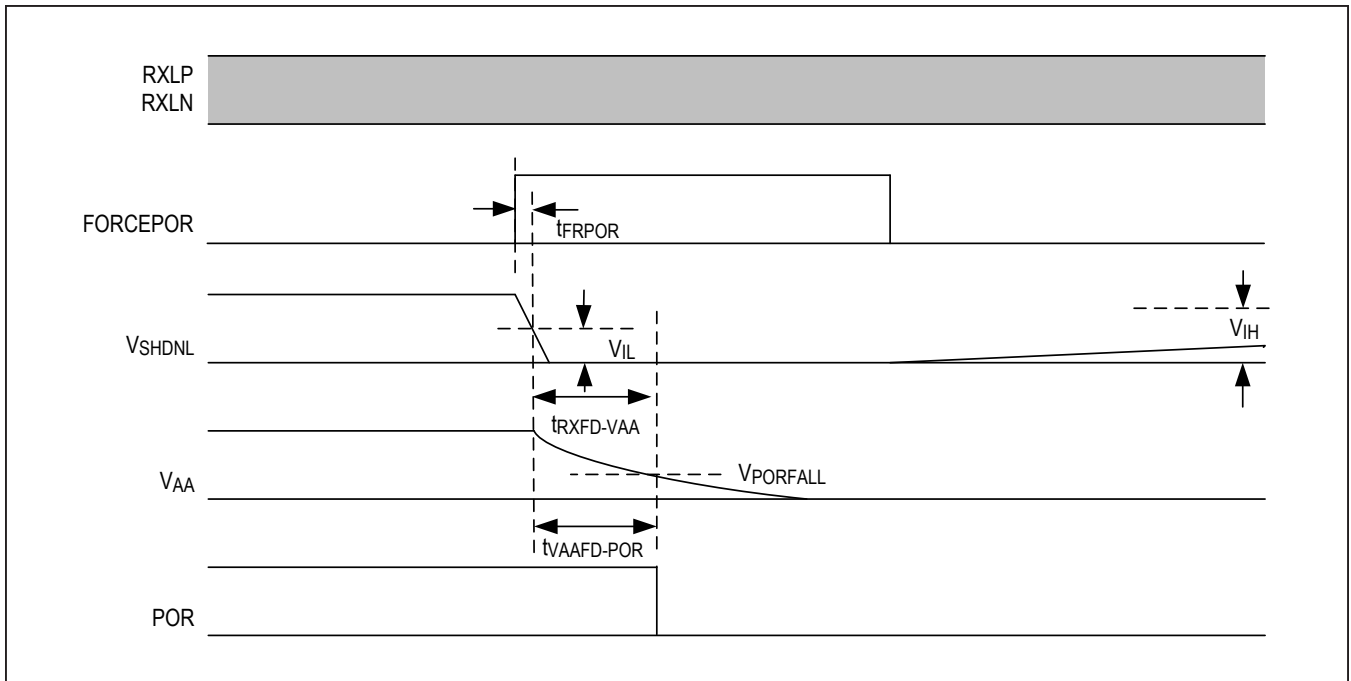 RXLP
RXLN
FORCEPOR
tFRPOR
VSHDNL
VIL
VIH
tRXFD-VAA
VAA
VPORFALL
tVAAFD-POR
POR